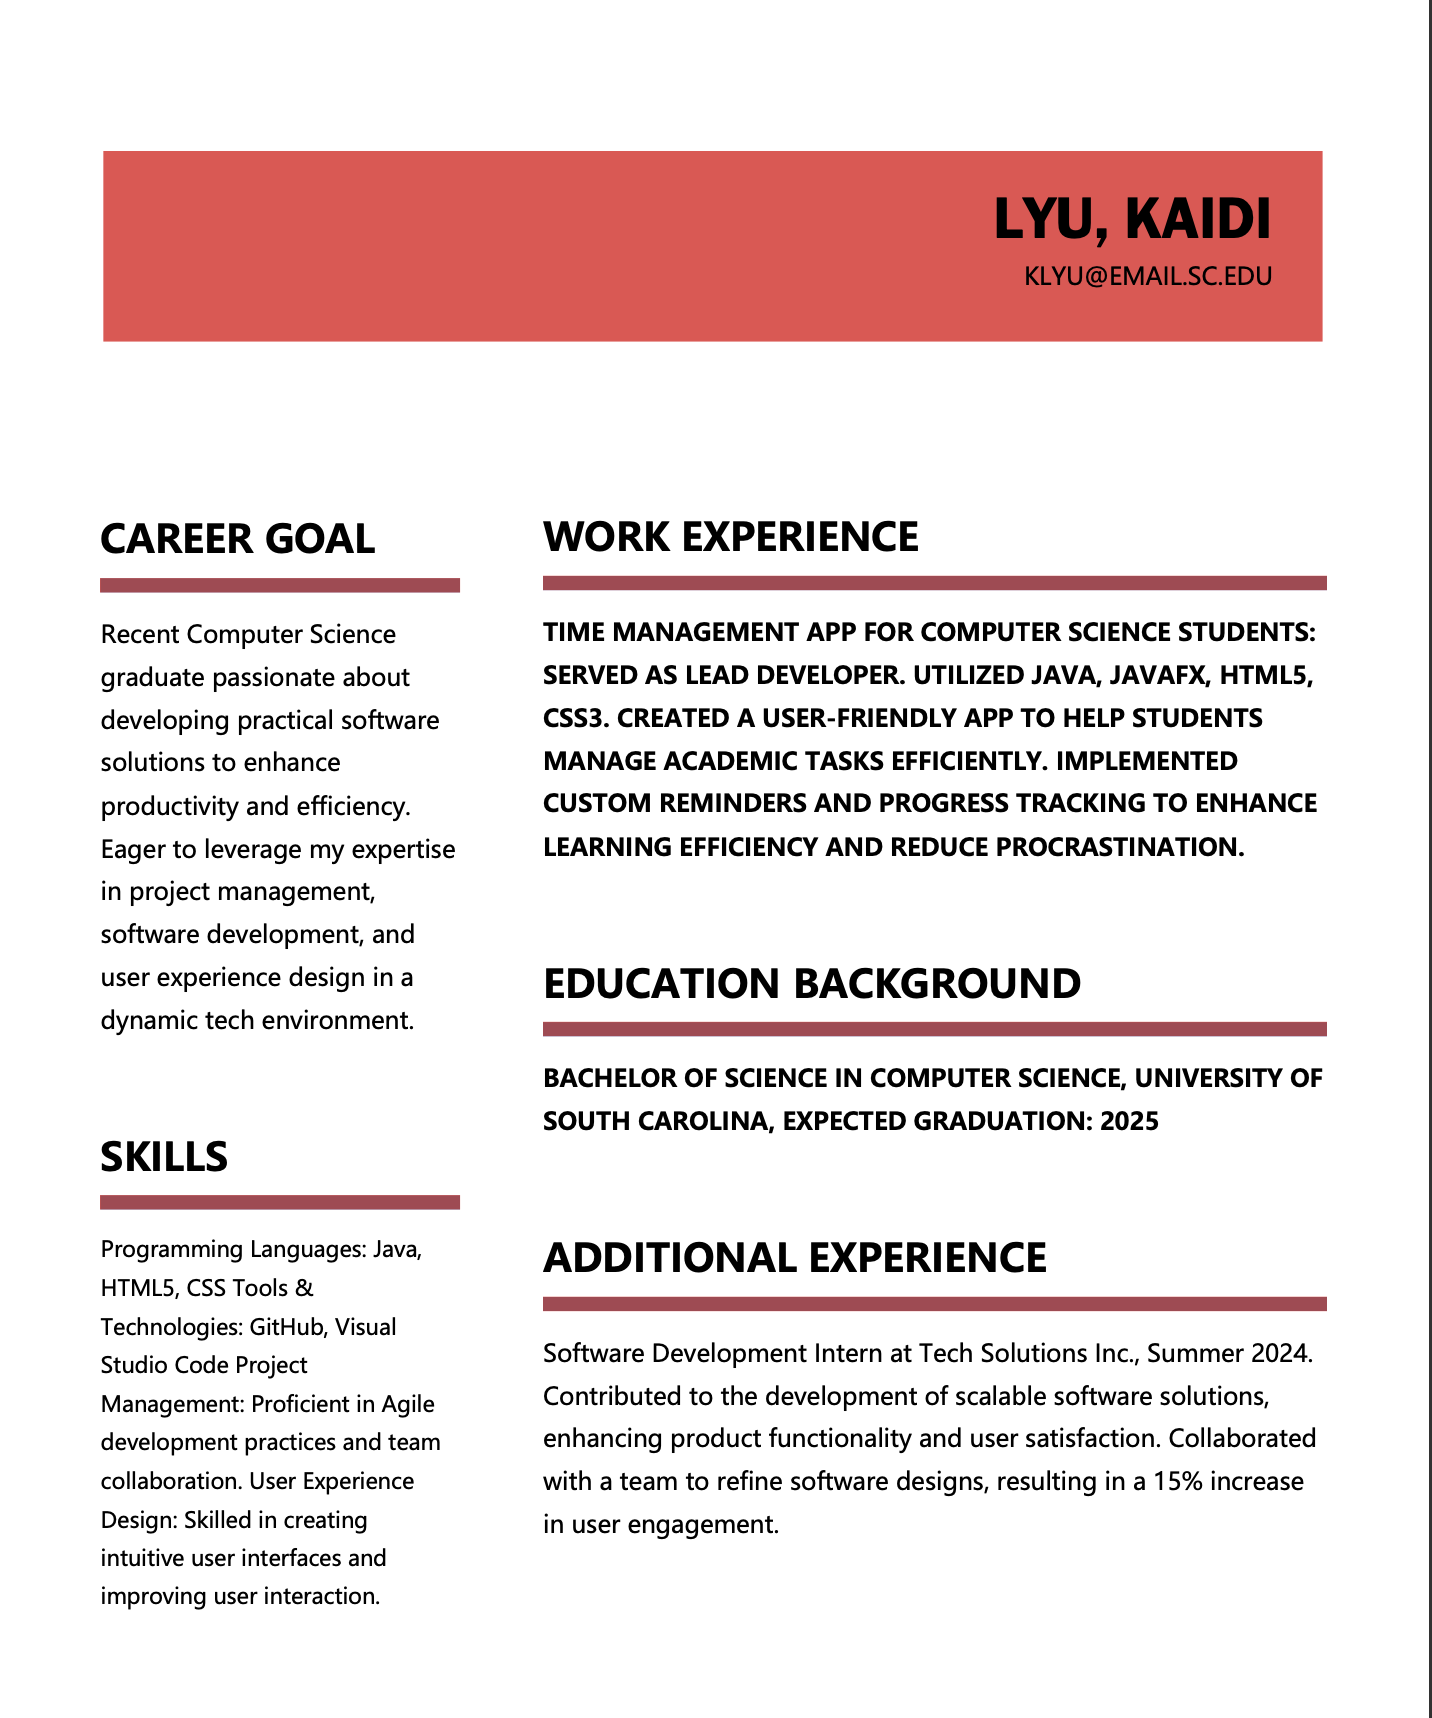 LYU, KAIDI
KLYU@EMAIL.SC.EDU
CAREER GOAL
Recent Computer Science
graduate passionate about
developing practical software
solutions to enhance
productivity and efficiency.
Eager to leverage my expertise
in project management,
software development, and
user experience design in a
dynamic tech environment.
SKILLS
Programming Languages: Java,
HTML5, CSS Tools &
Technologies: GitHub, Visual
Studio Code Project
Management: Proficient in Agile
development practices and team
collaboration. User Experience
Design: Skilled in creating
intuitive user interfaces and
improving user interaction.
WORK EXPERIENCE
TIME MANAGEMENT APP FOR COMPUTER SCIENCE STUDENTS:
SERVED AS LEAD DEVELOPER. UTILIZED JAVA, JAVAFX, HTML5,
CSS3. CREATED A USER-FRIENDLY APP TO HELP STUDENTS
MANAGE ACADEMIC TASKS EFFICIENTLY. IMPLEMENTED
CUSTOM REMINDERS AND PROGRESS TRACKING TO ENHANCE
LEARNING EFFICIENCY AND REDUCE PROCRASTINATION.
EDUCATION BACKGROUND
BACHELOR OF SCIENCE IN COMPUTER SCIENCE, UNIVERSITY OF
SOUTH CAROLINA, EXPECTED GRADUATION: 2025
ADDITIONAL EXPERIENCE
Software Development Intern at Tech Solutions Inc., Summer 2024.
Contributed to the development of scalable software solutions,
enhancing product functionality and user satisfaction. Collaborated
with a team to refine software designs, resulting in a 15% increase
in user engagement.